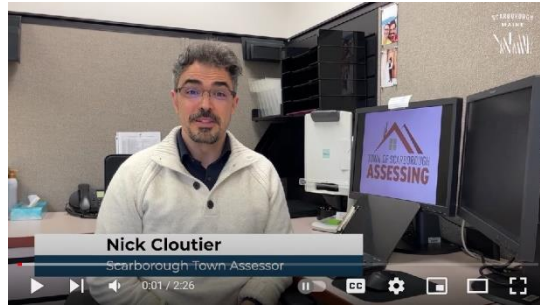 SCARBOROUGH
MAINE
TOWN OF SCARBOROUGH
ASSESSING
Nick Cloutier
Scarborough Town Assessor
0:01 / 2:26
CC